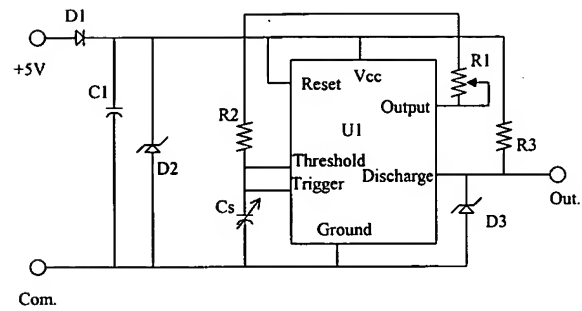 D1
+5V
C1
D2
R2
Reset
Vcc
Output
U1
R1
R3
Threshold
Trigger
Discharge
Cs
Ground
D3
Out.
Com.